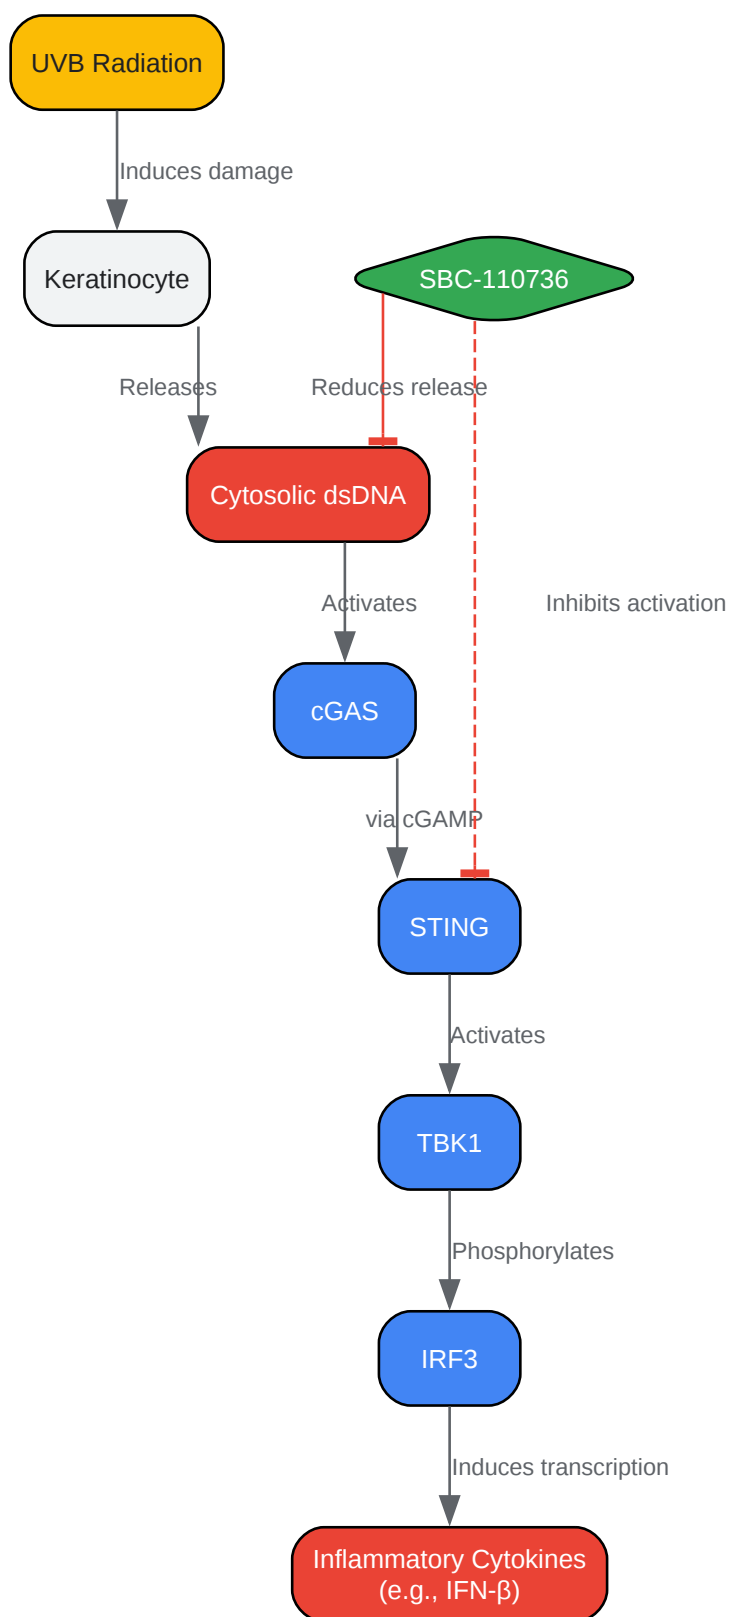 UVB Radiation
Induces damage
Keratinocyte
SBC-110736
Releases
Reduces release
Cytosolic dsDNA
Activates
Inhibits activation
cGAS
via cGAMP
STING
Activates
TBK1
Phosphorylates
IRF3
Induces transcription
Inflammatory Cytokines
(e.g., IFN-β)